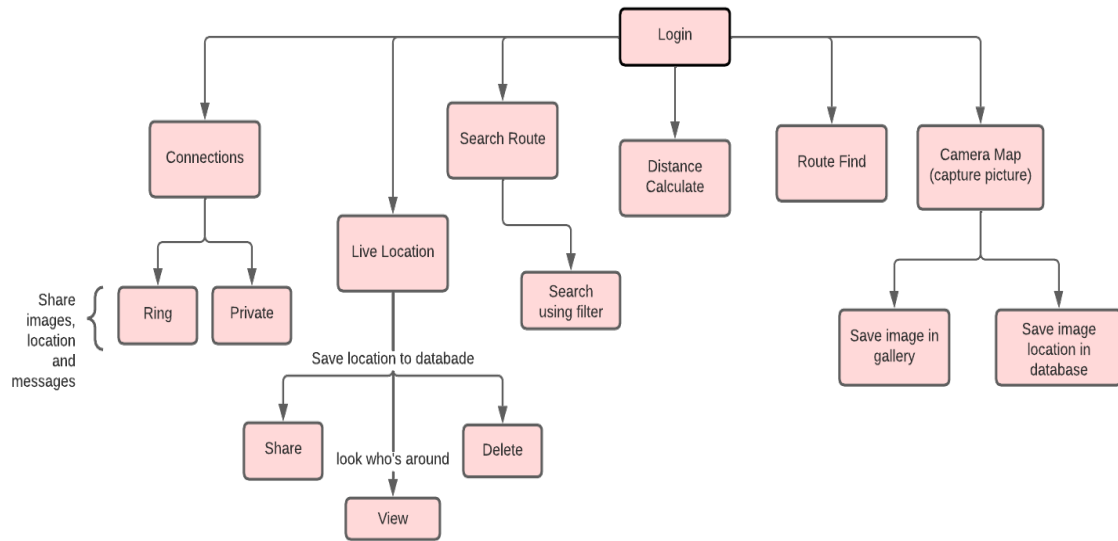 Login
Connections
Search Route
Distance
Calculate
Route Find
Camera Map
(capture picture)
Live Location
Ring
Private
Share
images,
location
and
messages
Search
using filter
Save image in
gallery
Save image
location in
database
Save location to databade
Share
look who's around
Delete
View